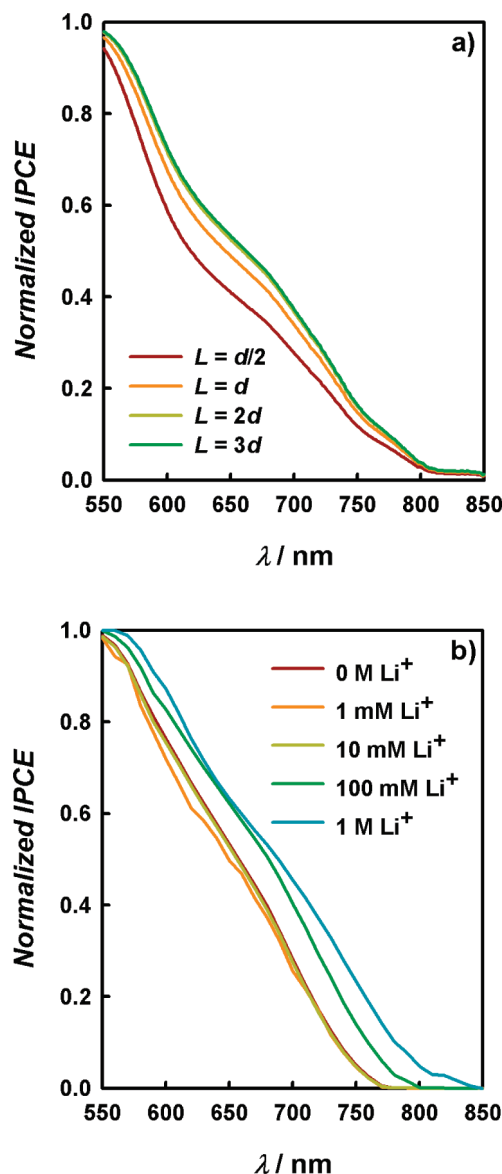 a)
1.0
0.8
0.6
0.4
0.2
0.0
Normalized IPCE
L = d/2
L = d
L = 2d
L = 3d
550 600 650 700 750 800 850
λ / nm
b)
1.0
0.8
0.6
0.4
0.2
0.0
Normalized IPCE
0 M Li⁺
1 mM Li⁺
10 mM Li⁺
100 mM Li⁺
1 M Li⁺
550 600 650 700 750 800 850
λ / nm